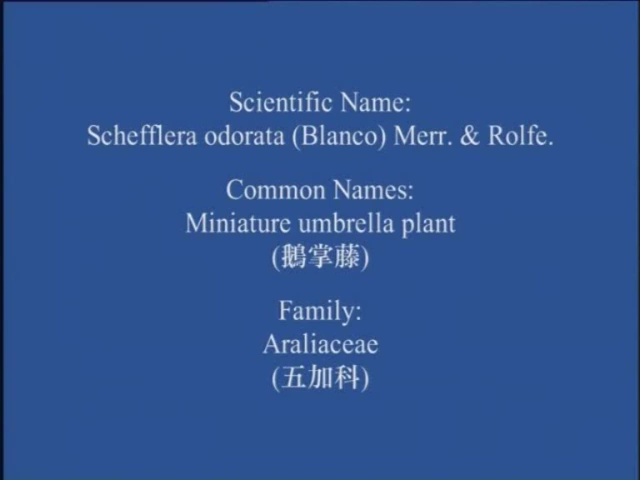 Scientific Name:
Schefflera odorata (Blanco) Merr. & Rolfe.
Common Names:
Miniature umbrella plant
(鵝掌藤)
Family:
Araliaceae
(五加科)